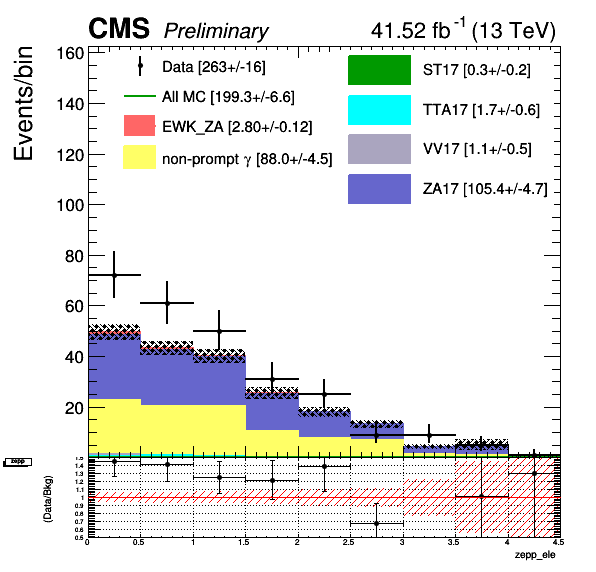 CMS Preliminary 41.52 fb⁻¹ (13 TeV)
Events/bin
160
140
120
100
80
60
40
20
Data [263+/-16]
All MC [199.3+/-6.6]
EWK_ZA [2.80+/-0.12]
non-prompt γ [88.0+/-4.5]
ST17 [0.3+/-0.2]
TTA17 [1.7+/-0.6]
VV17 [1.1+/-0.5]
ZA17 [105.4+/-4.7]
zepp
(Data/Bkg)
1.5
1.4
1.3
1.2
1.1
1
0.9
0.8
0.7
0.6
0.5
0 0.5 1 1.5 2 2.5 3 3.5 4 4.5
zepp_ele